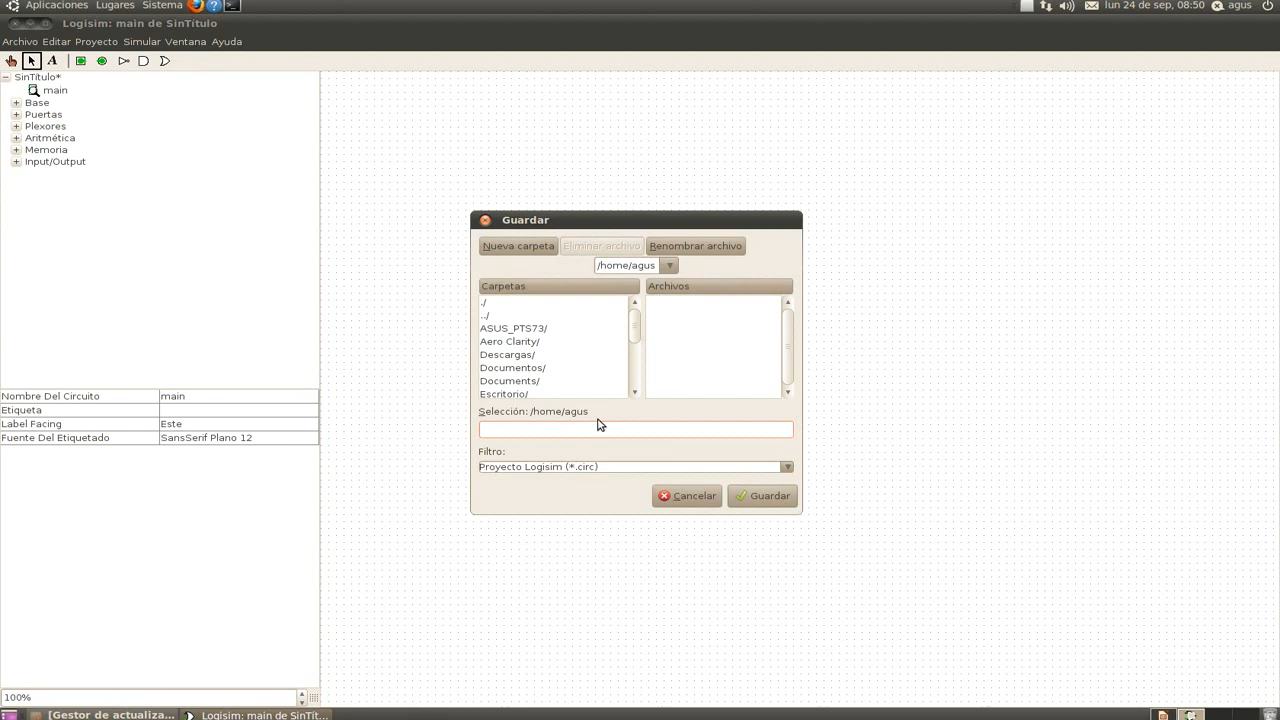 Aplicaciones Lugares Sistema
lun 24 de sep, 08:50 agus
Logisim: main de SinTítulo
Archivo Editar Proyecto Simular Ventana Ayuda
A
SinTítulo*
main
Base
Puertas
Plexores
Aritmética
Memoria
Input/Output
Guardar
Nueva carpeta Eliminar archivo Renombrar archivo
/home/agus
Carpetas Archivos
./
../
ASUS_PTS73/
Aero Clarity/
Descargas/
Documentos/
Documents/
Escritorio/
Selección: /home/agus
Filtro:
Proyecto Logisim (*.circ)
Cancelar Guardar
Nombre Del Circuito main
Etiqueta
Label Facing Este
Fuente Del Etiquetado SansSerif Plano 12
100%
[Gestor de actualiza... Logisim: main de SinTít...